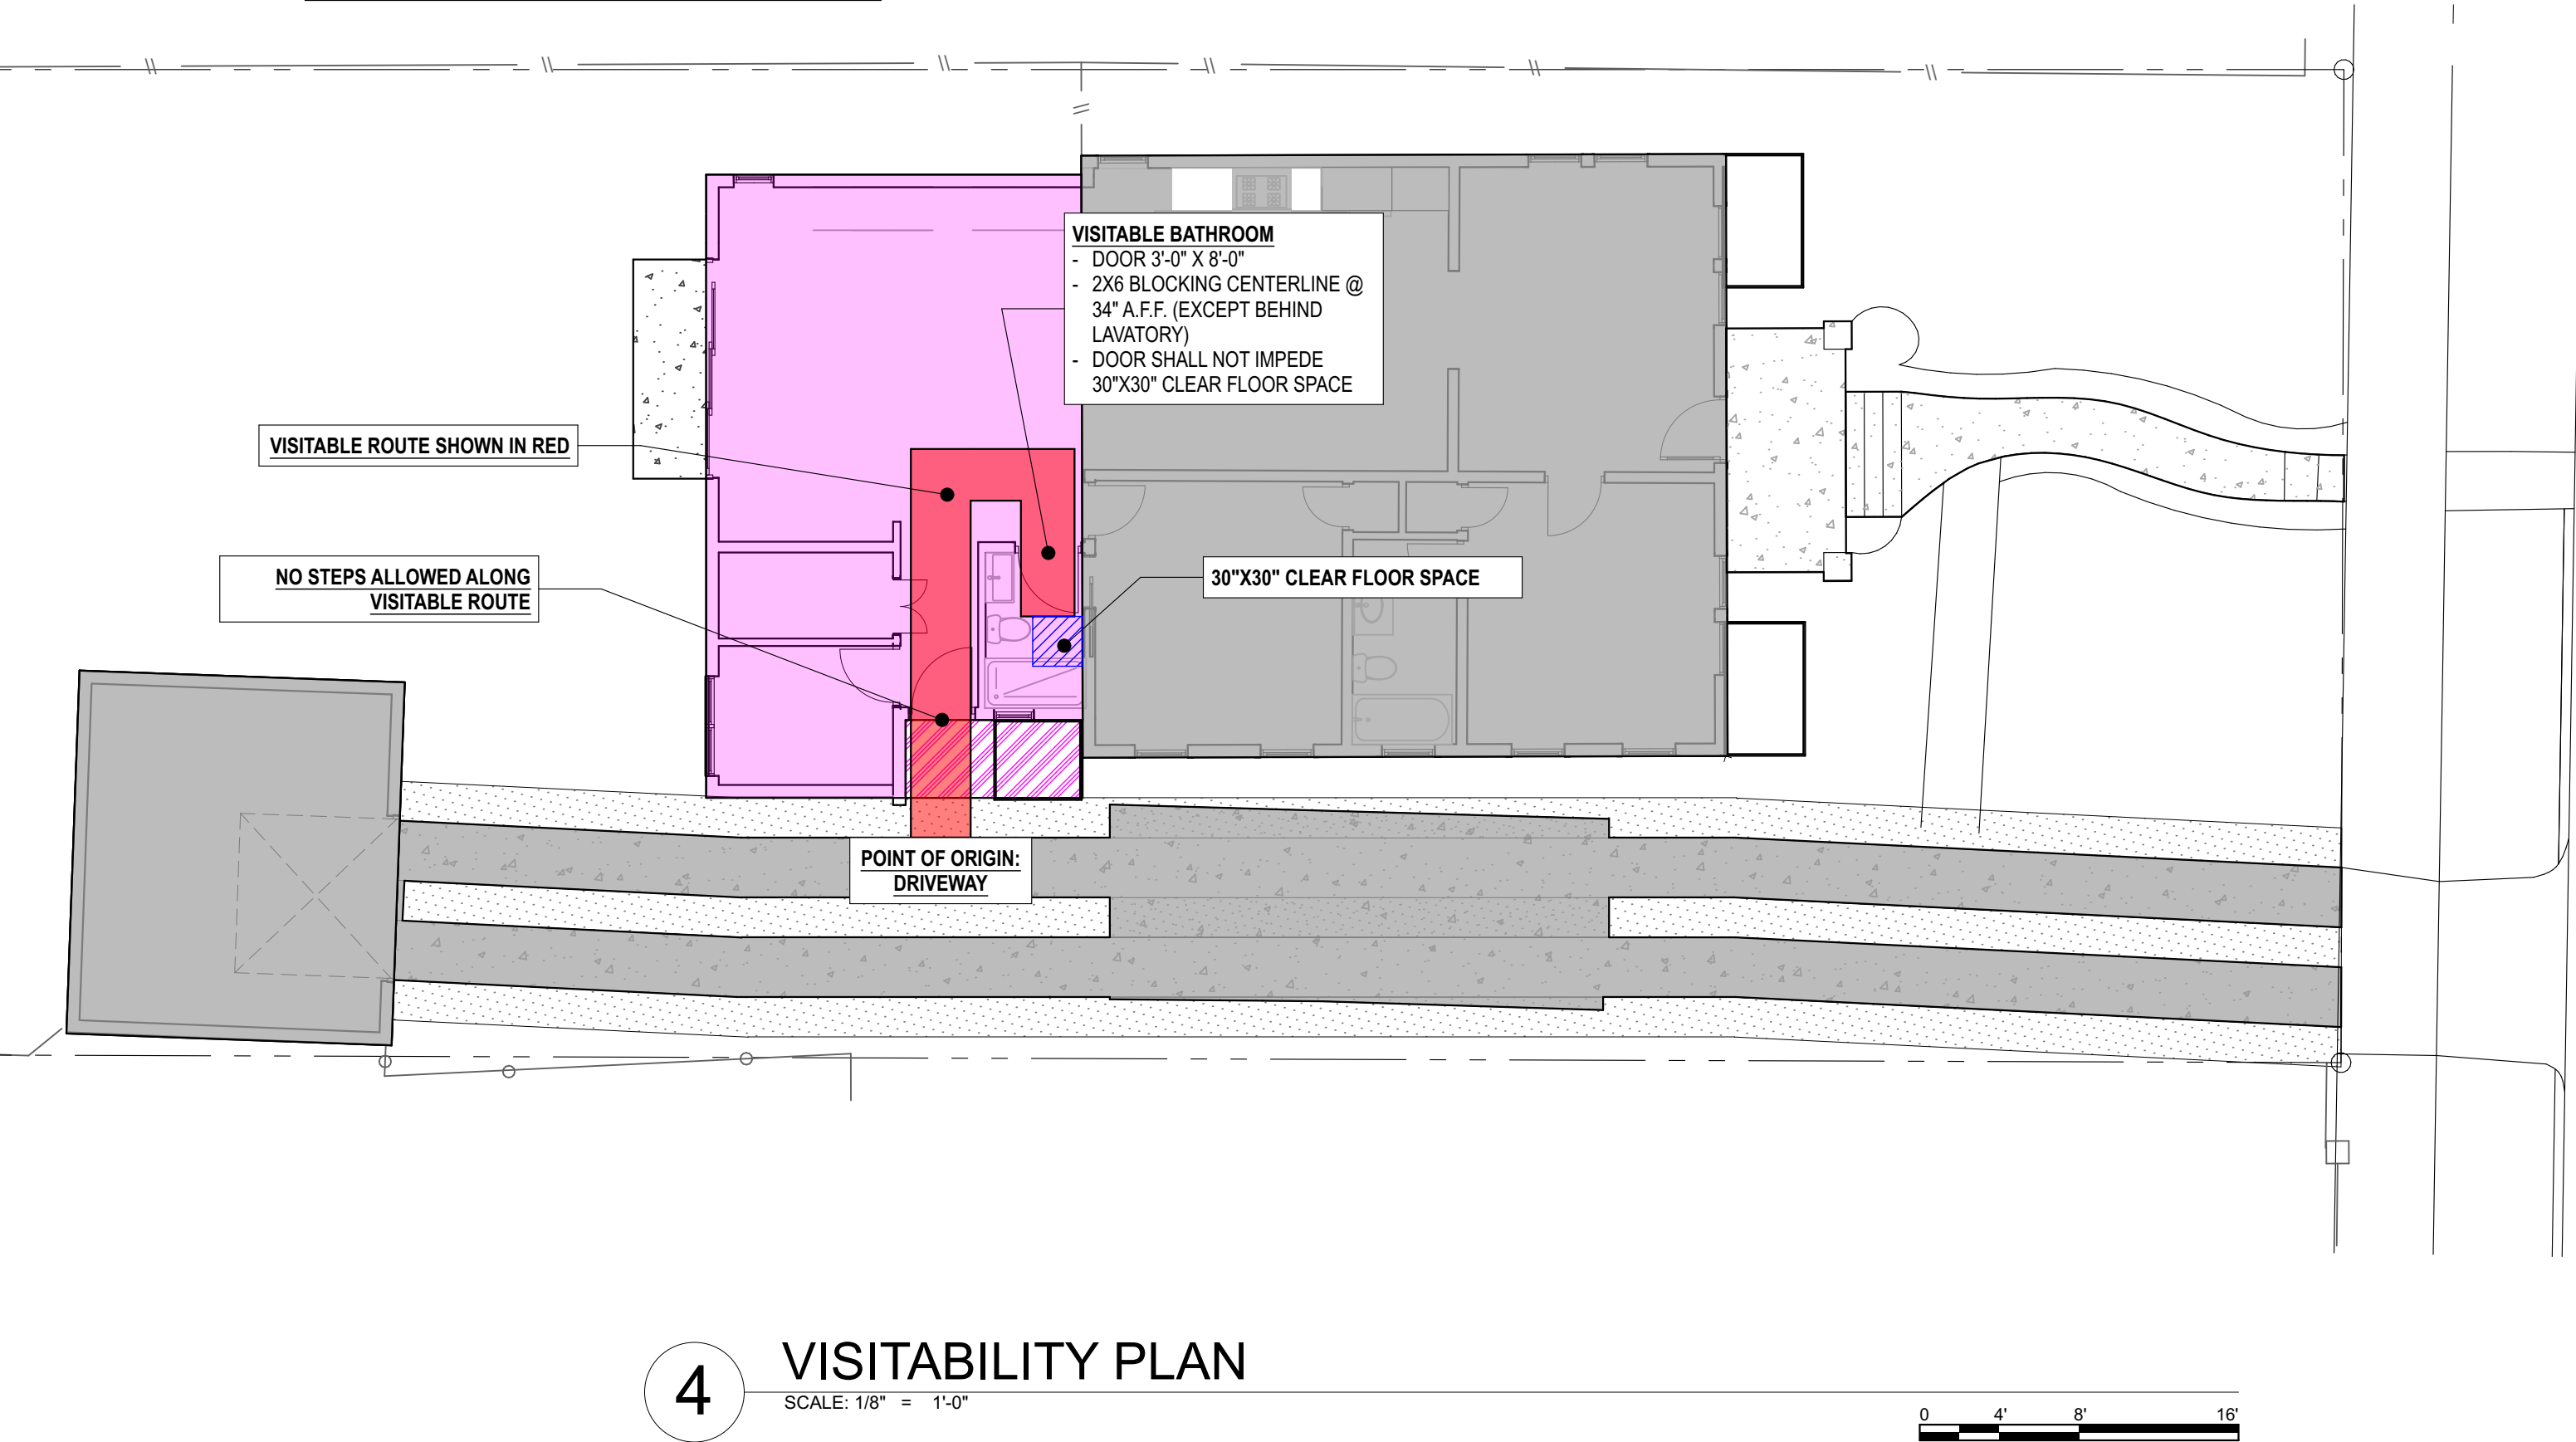 VISITABLE BATHROOM
- DOOR 3'-0" X 8'-0"
- 2X6 BLOCKING CENTERLINE @
34" A.F.F. (EXCEPT BEHIND
LAVATORY)
- DOOR SHALL NOT IMPEDE
30"X30" CLEAR FLOOR SPACE
VISITABLE ROUTE SHOWN IN RED
NO STEPS ALLOWED ALONG
VISITABLE ROUTE
30"X30" CLEAR FLOOR SPACE
POINT OF ORIGIN:
DRIVEWAY
4
VISITABILITY PLAN
SCALE: 1/8" = 1'-0"
0 4' 8' 16'